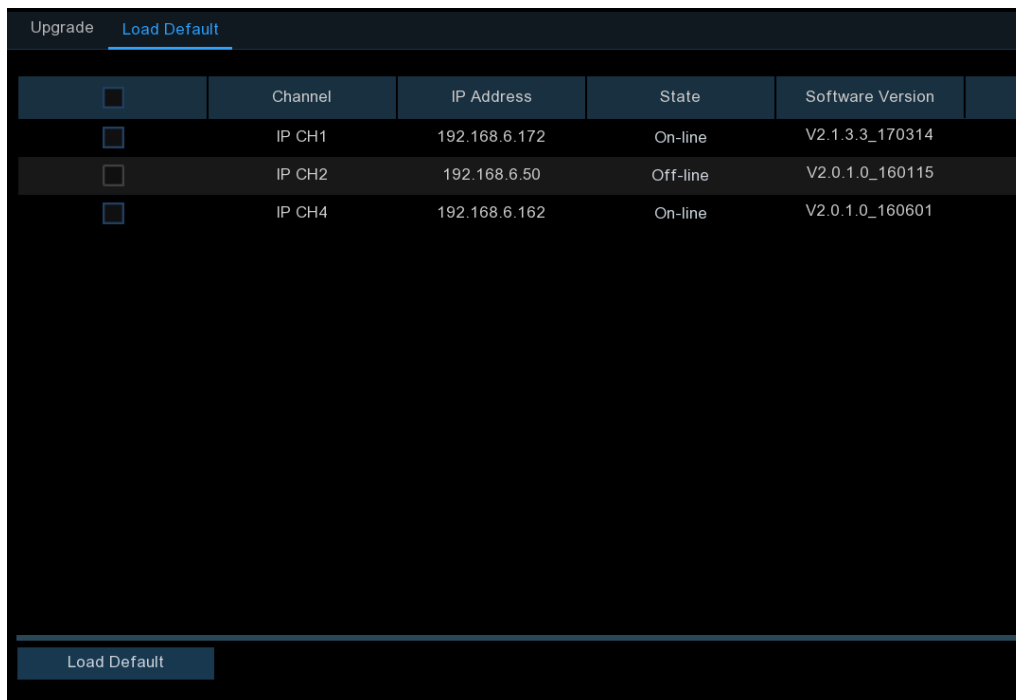 Upgrade Load Default
Channel IP Address State Software Version
IP CH1 192.168.6.172 On-line V2.1.3.3_170314
IP CH2 192.168.6.50 Off-line V2.0.1.0_160115
IP CH4 192.168.6.162 On-line V2.0.1.0_160601
Load Default